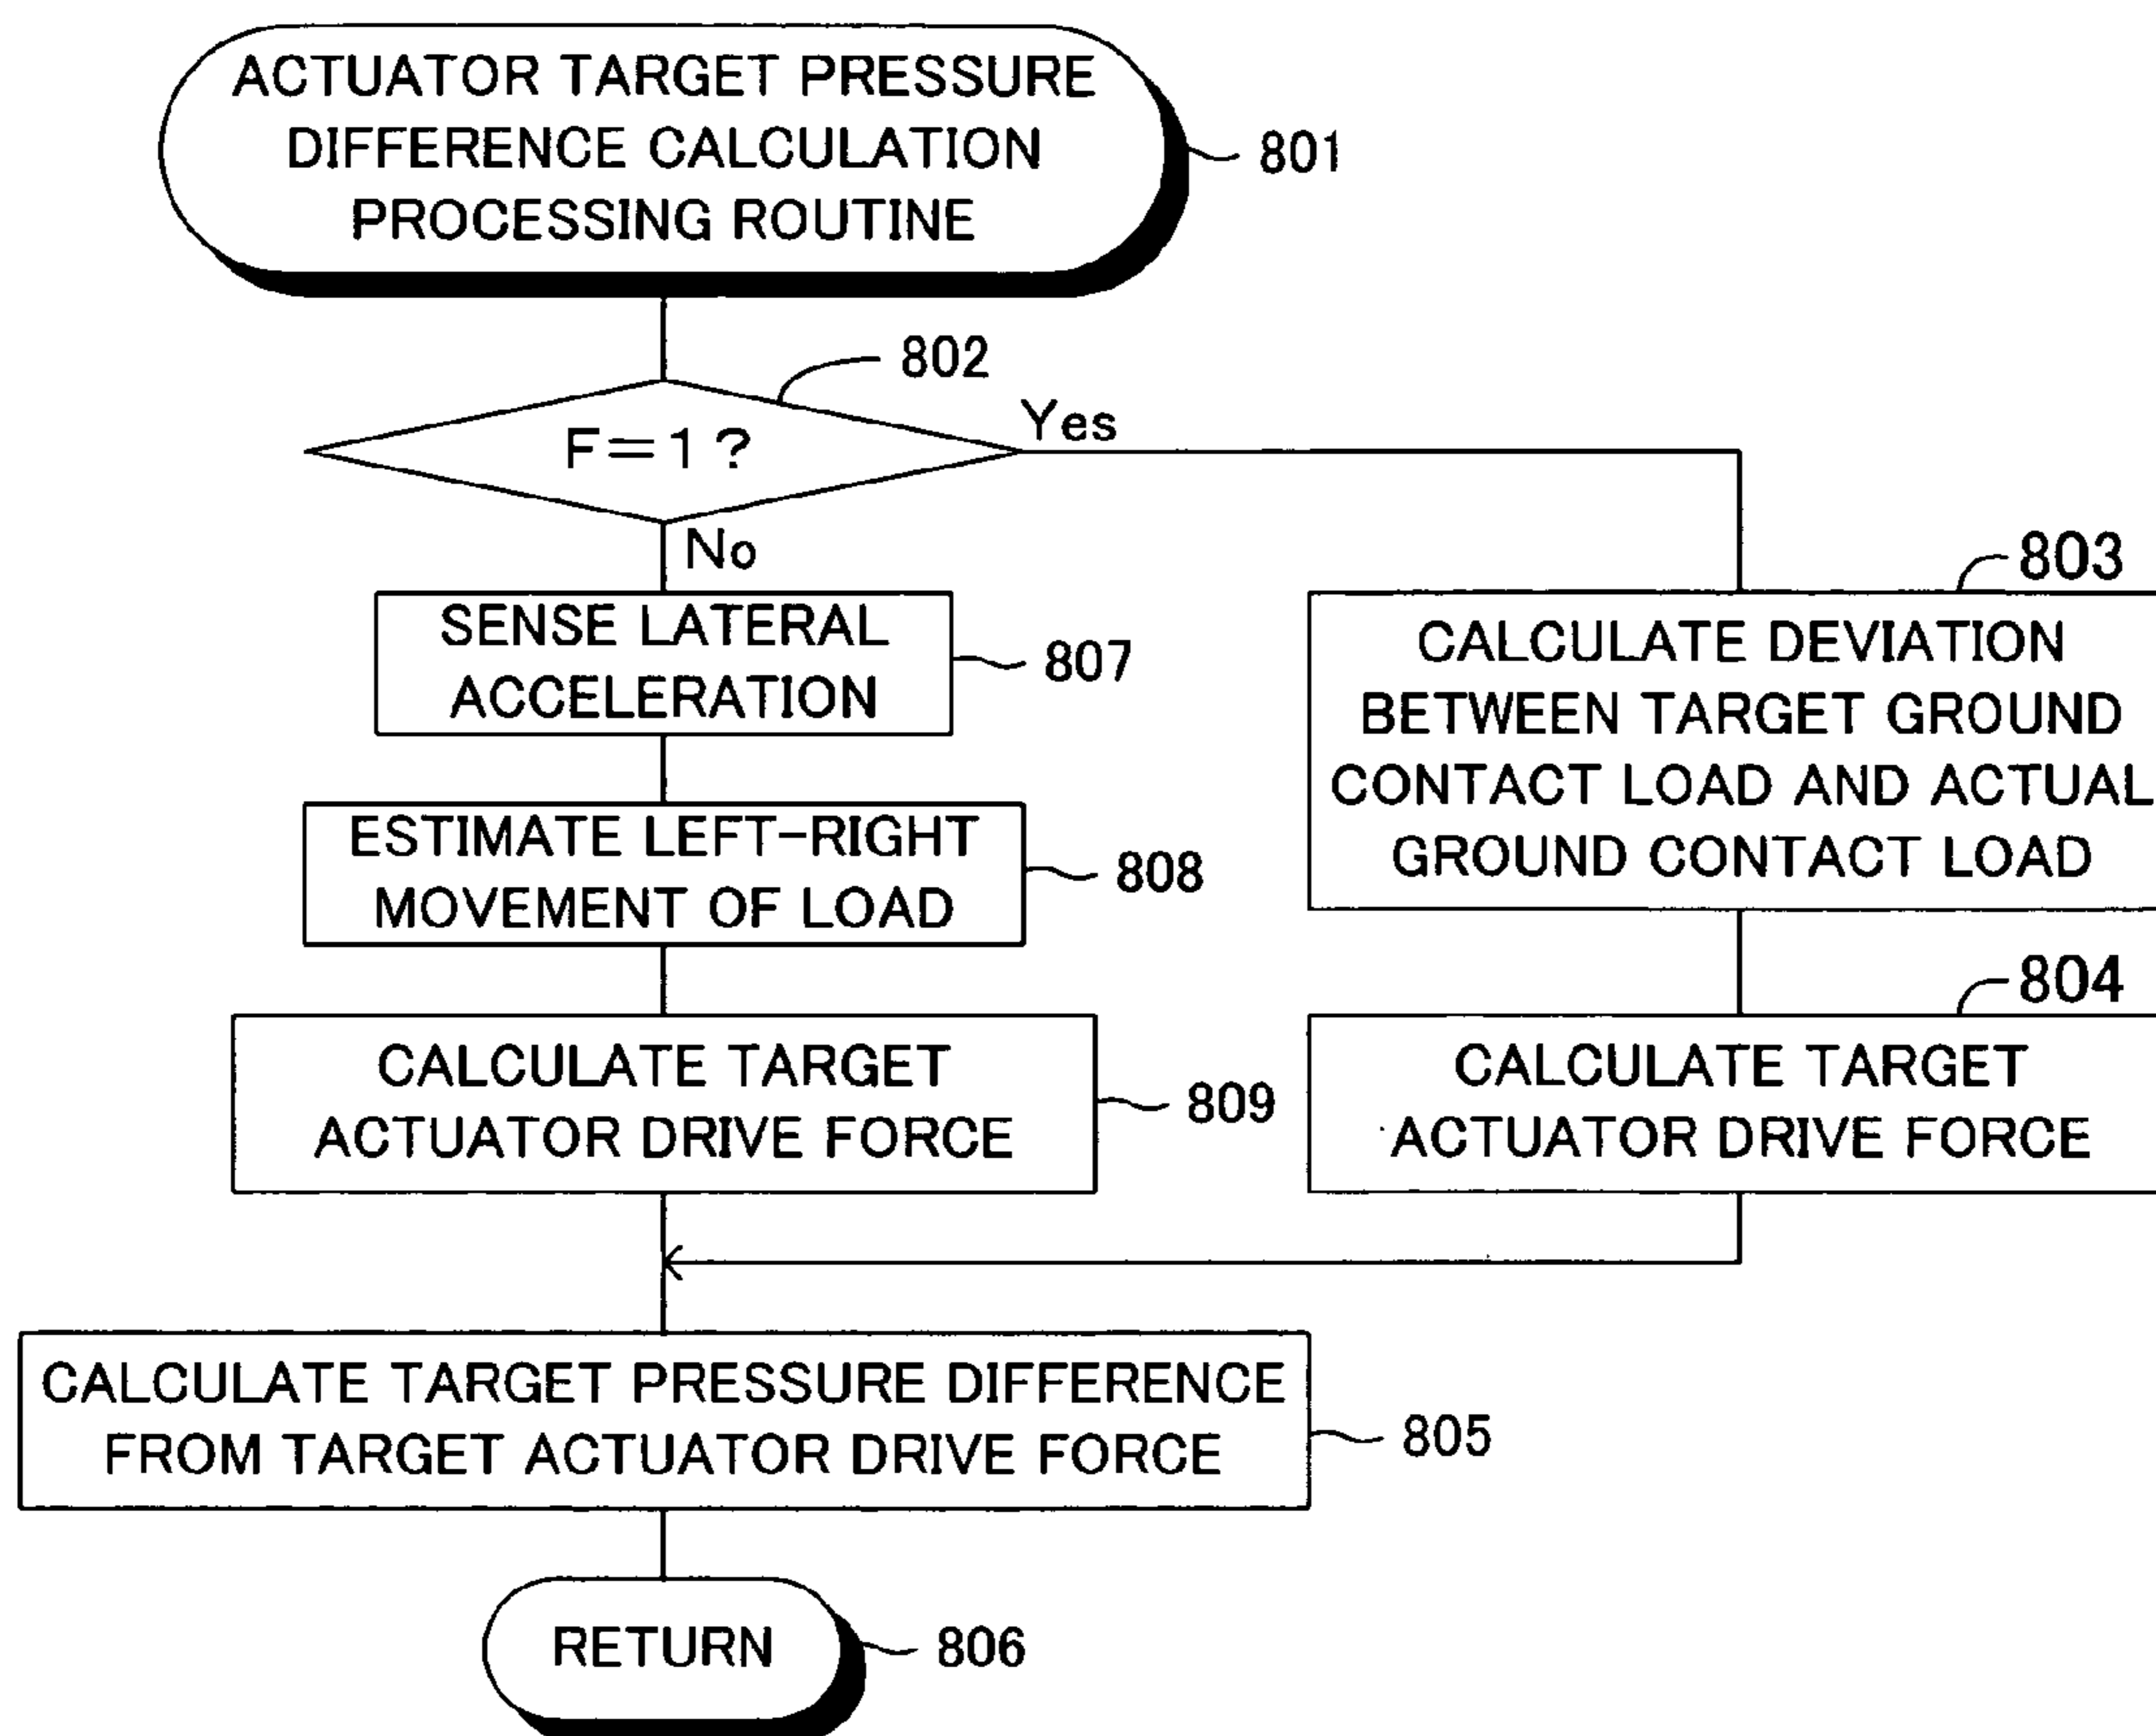 ACTUATOR TARGET PRESSURE
DIFFERENCE CALCULATION
PROCESSING ROUTINE
801
802
F=1?
Yes
No
SENSE LATERAL
ACCELERATION
807
ESTIMATE LEFT-RIGHT
MOVEMENT OF LOAD
808
CALCULATE TARGET
ACTUATOR DRIVE FORCE
809
803
CALCULATE DEVIATION
BETWEEN TARGET GROUND
CONTACT LOAD AND ACTUAL
GROUND CONTACT LOAD
804
CALCULATE TARGET
ACTUATOR DRIVE FORCE
CALCULATE TARGET PRESSURE DIFFERENCE
FROM TARGET ACTUATOR DRIVE FORCE
805
RETURN
806